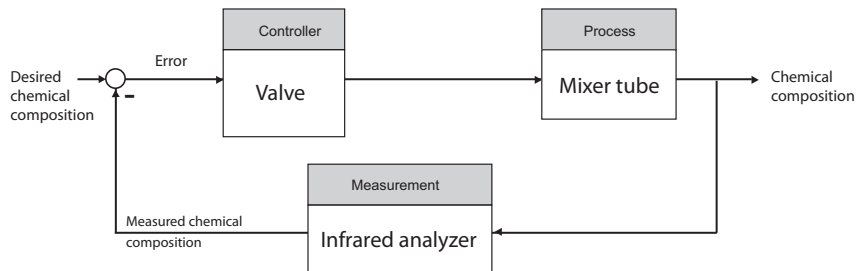 Controller
Process
Error
Desired
chemical
composition
Valve
Mixer tube
Chemical
composition
-
Measurement
Measured chemical
composition
Infrared analyzer